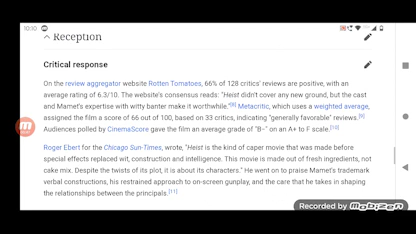 10:10
Reception
Critical response
On the review aggregator website Rotten Tomatoes, 66% of 128 critics' reviews are positive, with an
average rating of 6.3/10. The website's consensus reads: "Heist didn't cover any new ground, but the cast
and Mamet's expertise with witty banter make it worthwhile."[8] Metacritic, which uses a weighted average,
assigned the film a score of 66 out of 100, based on 33 critics, indicating "generally favorable" reviews.[9]
Audiences polled by CinemaScore gave the film an average grade of "B−" on an A+ to F scale.[10]
Roger Ebert for the Chicago Sun-Times, wrote, "Heist is the kind of caper movie that was made before
special effects replaced wit, construction and intelligence. This movie is made out of fresh ingredients, not
cake mix. Despite the twists of its plot, it is about its characters." He went on to praise Mamet's trademark
verbal constructions, his restrained approach to on-screen gunplay, and the care that he takes in shaping
the relationships between the principals.[11]
Recorded by Mobizen